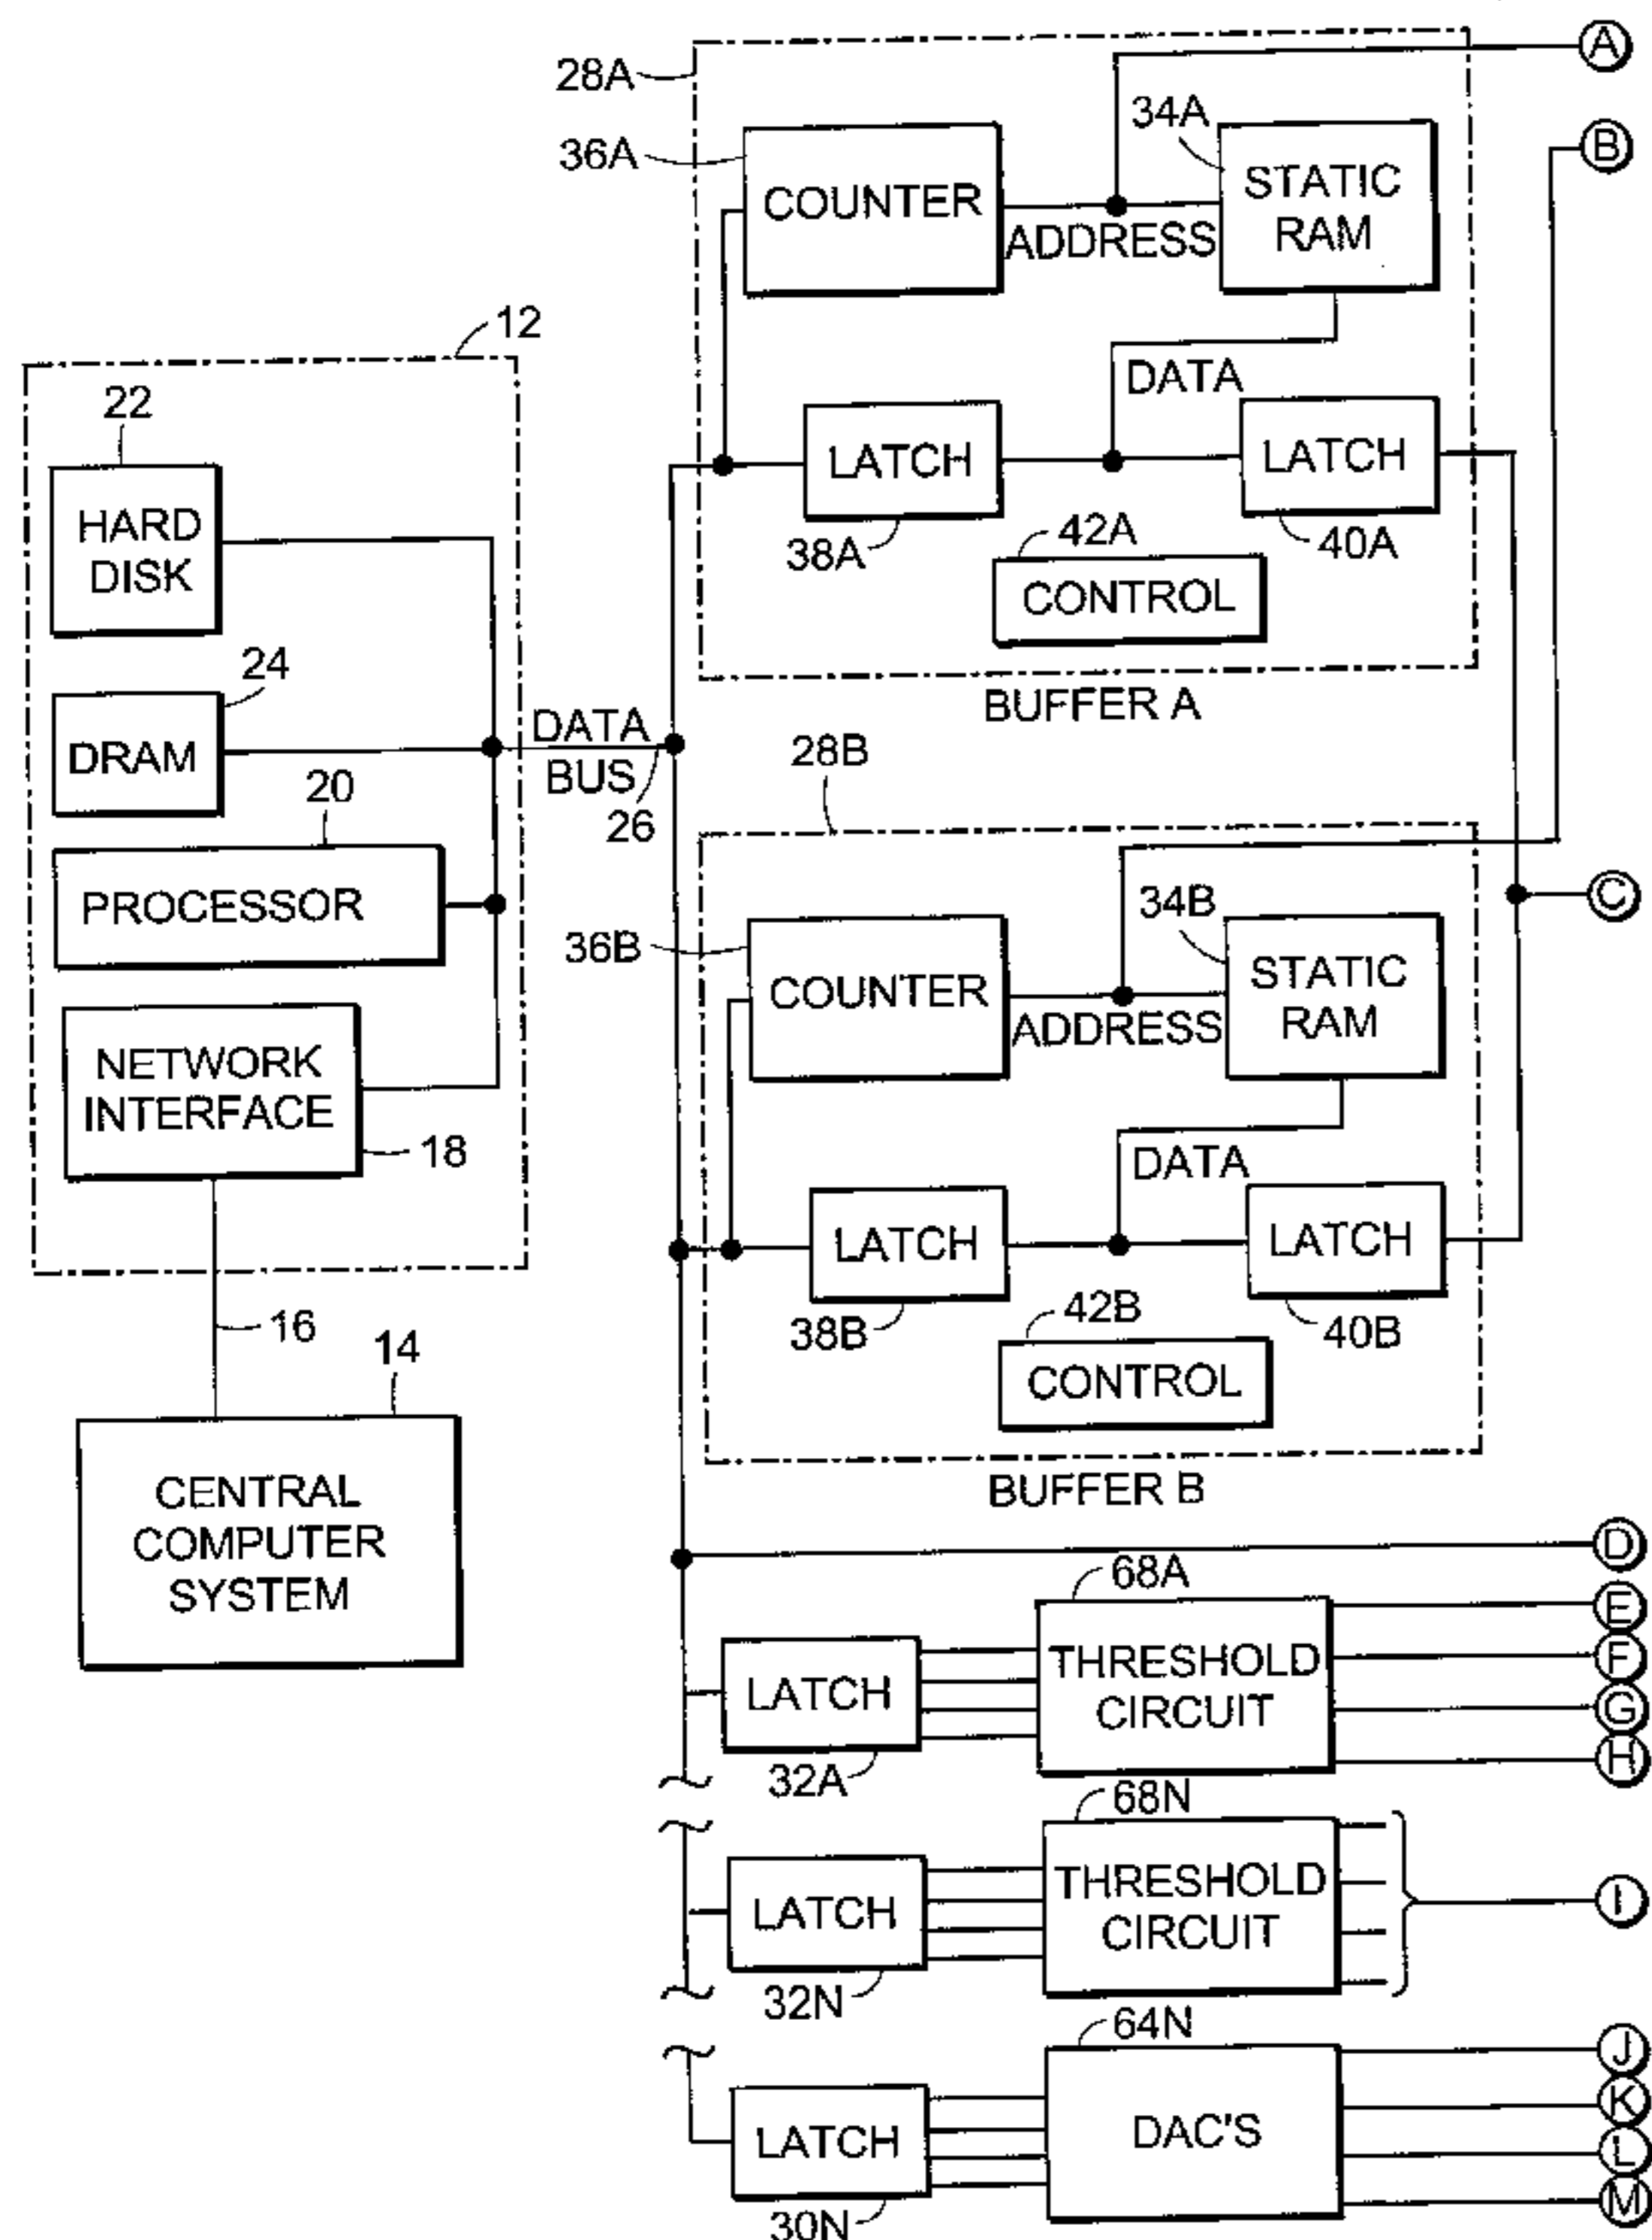 12
22
HARD
DISK
24
DRAM
20
PROCESSOR
NETWORK
INTERFACE
18
16
14
CENTRAL
COMPUTER
SYSTEM
DATA
BUS
26
28A
36A
COUNTER
ADDRESS
34A
STATIC
RAM
DATA
LATCH
38A
LATCH
40A
42A
CONTROL
BUFFER A
28B
36B
COUNTER
ADDRESS
34B
STATIC
RAM
DATA
LATCH
38B
LATCH
40B
42B
CONTROL
BUFFER B
A
B
C
D
68A
LATCH
32A
THRESHOLD
CIRCUIT
E
F
G
H
68N
LATCH
32N
THRESHOLD
CIRCUIT
I
64N
LATCH
30N
DAC'S
J
K
L
M